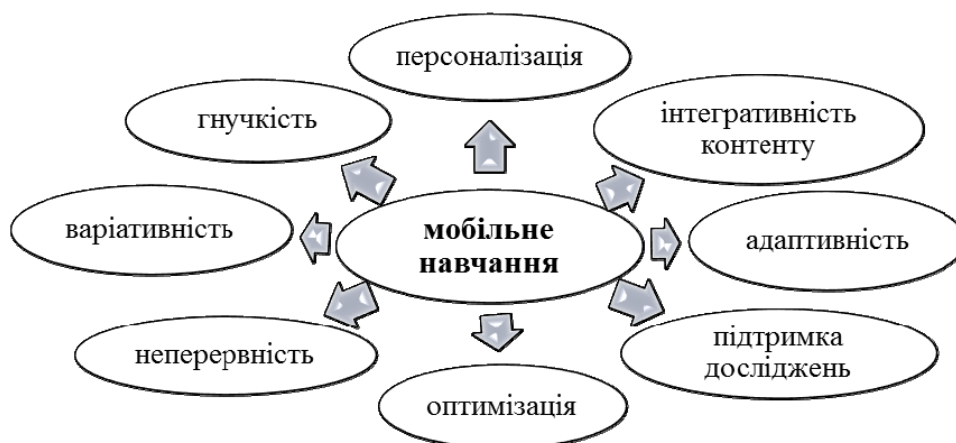 персоналізація
гнучкість
інтегративність
контенту
варіативність
мобільне
навчання
адаптивність
неперервність
підтримка
досліджень
оптимізація